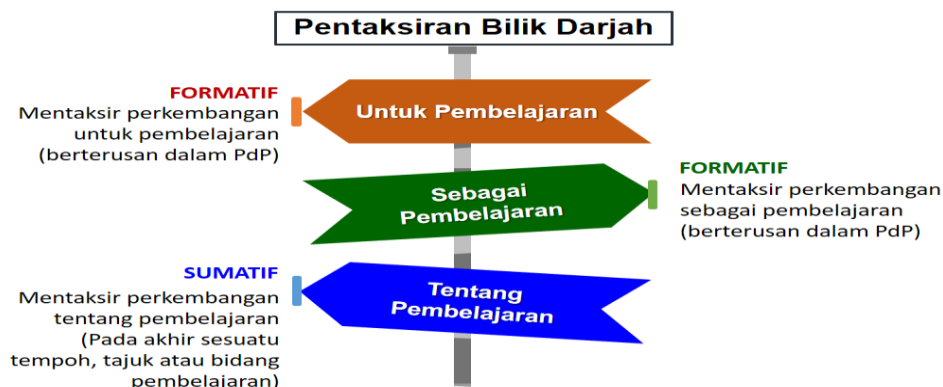 Pentaksiran Bilik Darjah
FORMATIF
Mentaksir perkembangan
untuk pembelajaran
(berterusan dalam PdP)
Untuk Pembelajaran
Sebagai
Pembelajaran
FORMATIF
Mentaksir perkembangan
sebagai pembelajaran
(berterusan dalam PdP)
SUMATIF
Mentaksir perkembangan
tentang pembelajaran
(Pada akhir sesuatu
tempoh, tajuk atau bidang
pembelajaran)
Tentang
Pembelajaran